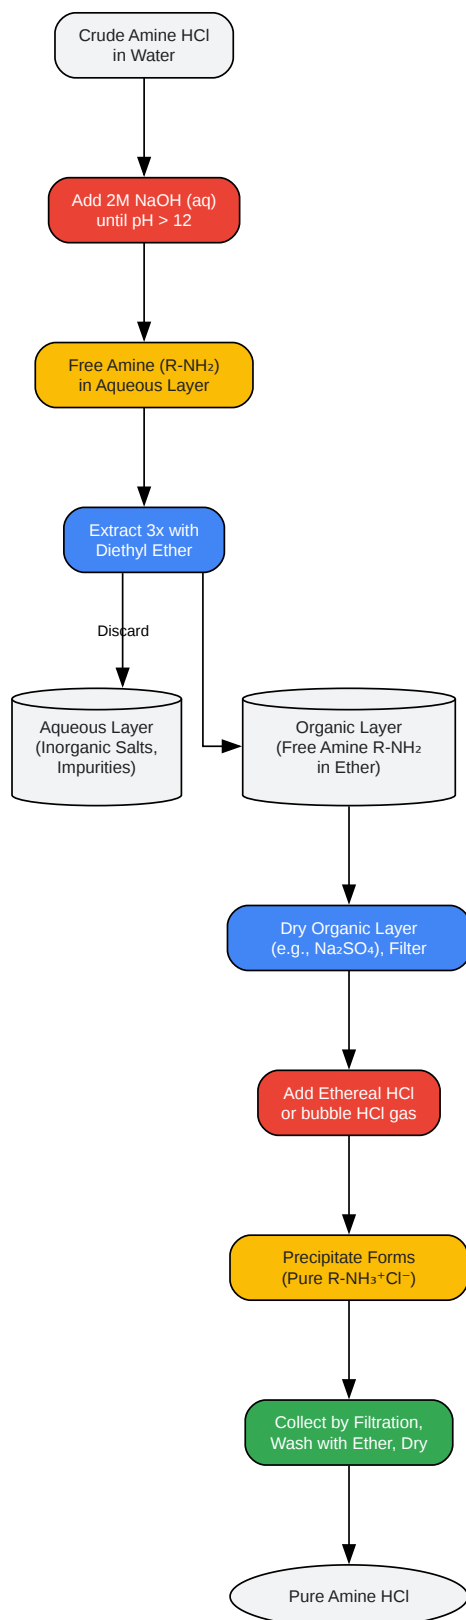 Crude Amine HCl
in Water
Add 2M NaOH (aq)
until pH > 12
Free Amine (R-NH₂)
in Aqueous Layer
Extract 3x with
Diethyl Ether
Discard
Aqueous Layer
(Inorganic Salts,
Impurities)
Organic Layer
(Free Amine R-NH₂
in Ether)
Dry Organic Layer
(e.g., Na₂SO₄), Filter
Add Ethereal HCl
or bubble HCl gas
Precipitate Forms
(Pure R-NH₃⁺Cl⁻)
Collect by Filtration,
Wash with Ether, Dry
Pure Amine HCl